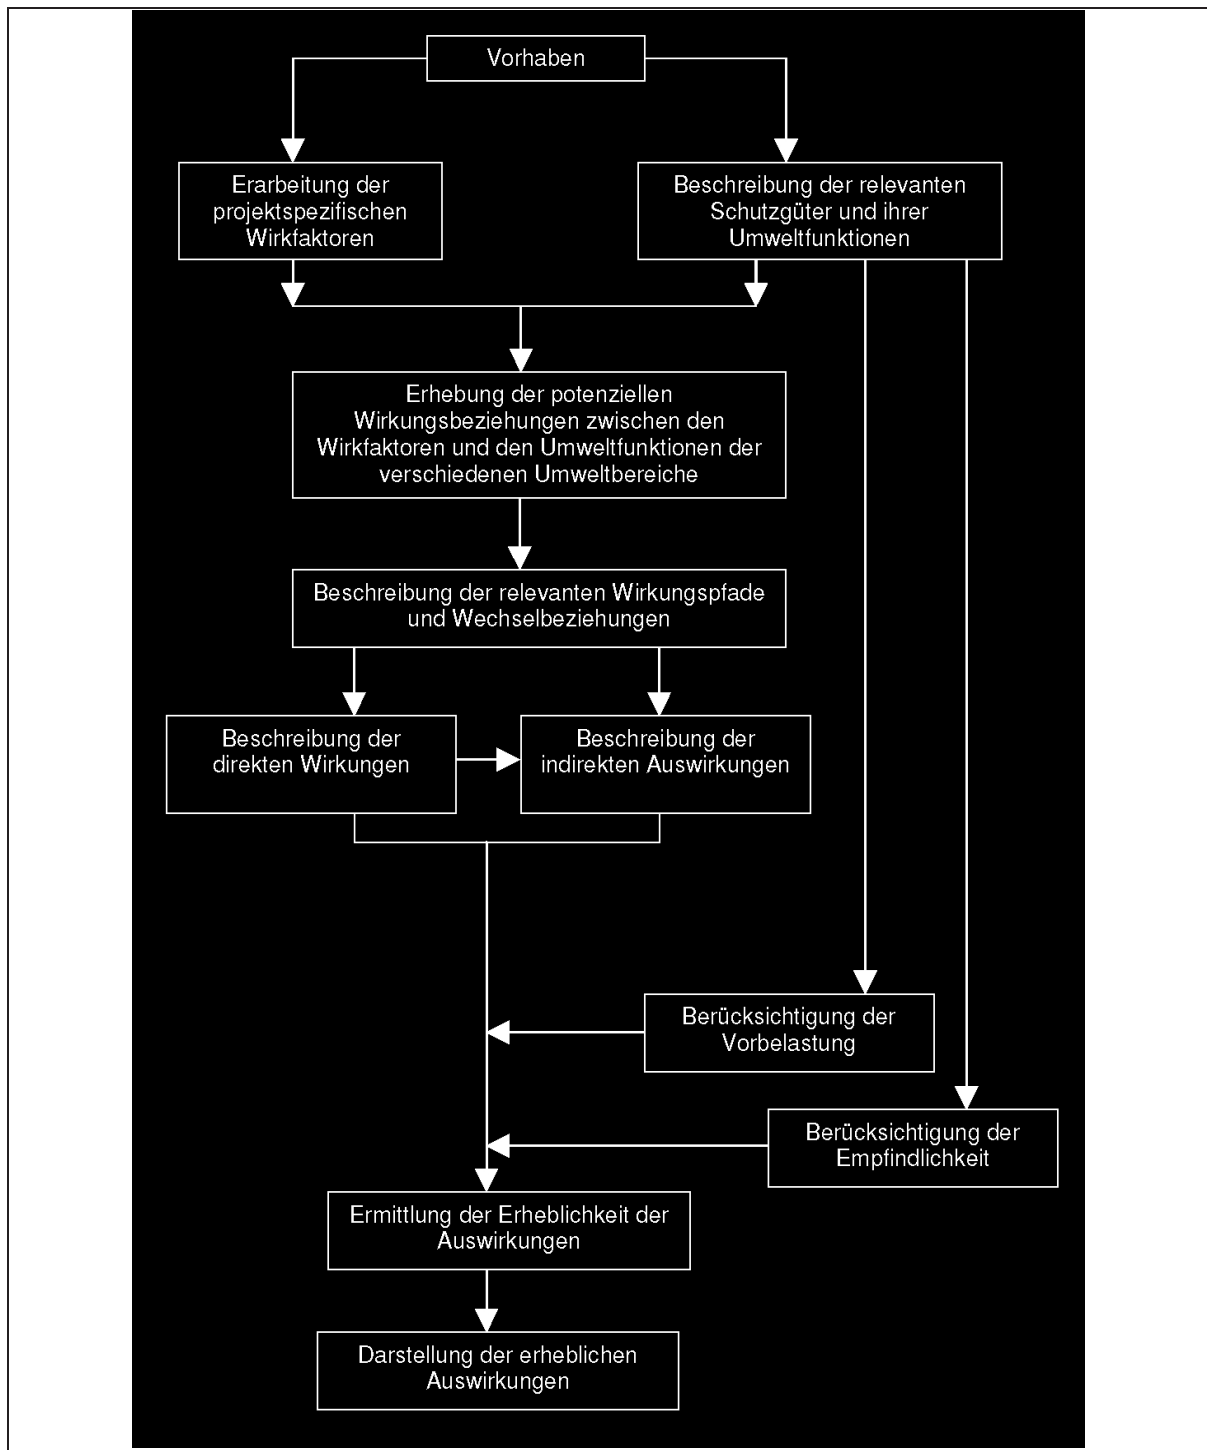 Vorhaben
Erarbeitung der
projektspezifischen
Wirkfaktoren
Beschreibung der relevanten
Schutzgüter und ihrer
Umweltfunktionen
Erhebung der potenziellen
Wirkungsbeziehungen zwischen den
Wirkfaktoren und den Umweltfunktionen der
verschiedenen Umweltbereiche
Beschreibung der relevanten Wirkungspfade
und Wechselbeziehungen
Beschreibung der
direkten Wirkungen
Beschreibung der
indirekten Auswirkungen
Berücksichtigung der
Vorbelastung
Berücksichtigung der
Empfindlichkeit
Ermittlung der Erheblichkeit der
Auswirkungen
Darstellung der erheblichen
Auswirkungen